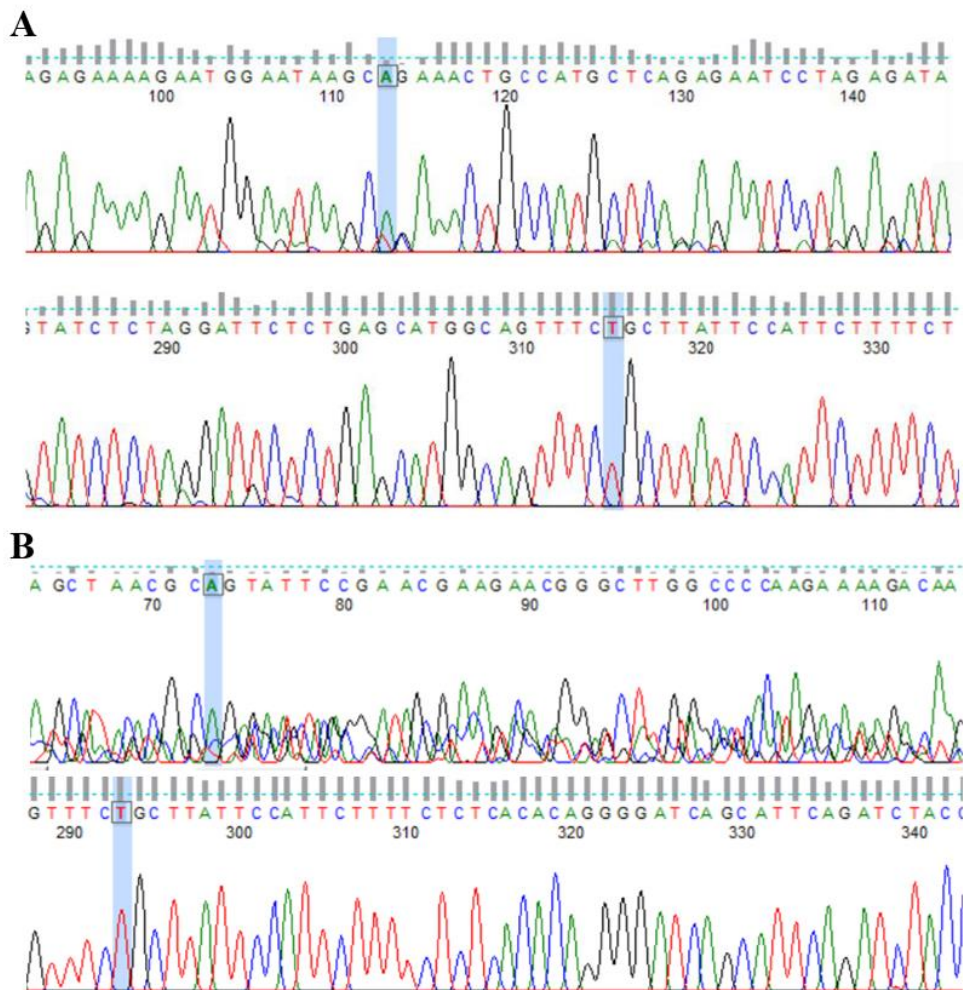 A
AGAGAAAAGAATGGAATAAGCAGAAACTGCCATGCTCAGAGAATCCTAGAGATA
100 110 120 130 140
GTATCTCTAGGATTCTCTGAGCATGGCAGTTTCTGCTTATTCCATTCTTTTCT
290 300 310 320 330
B
AGCTAACGCAGTATTCCGAACGAAGAACGGGCTTGGCCCCAAGAAAAGACAA
70 80 90 100 110
GTTTCTGCTTATTCCATTCTTTTCTCTCACACAGGGGATCAGCATTCAGATCTACC
290 300 310 320 330 340